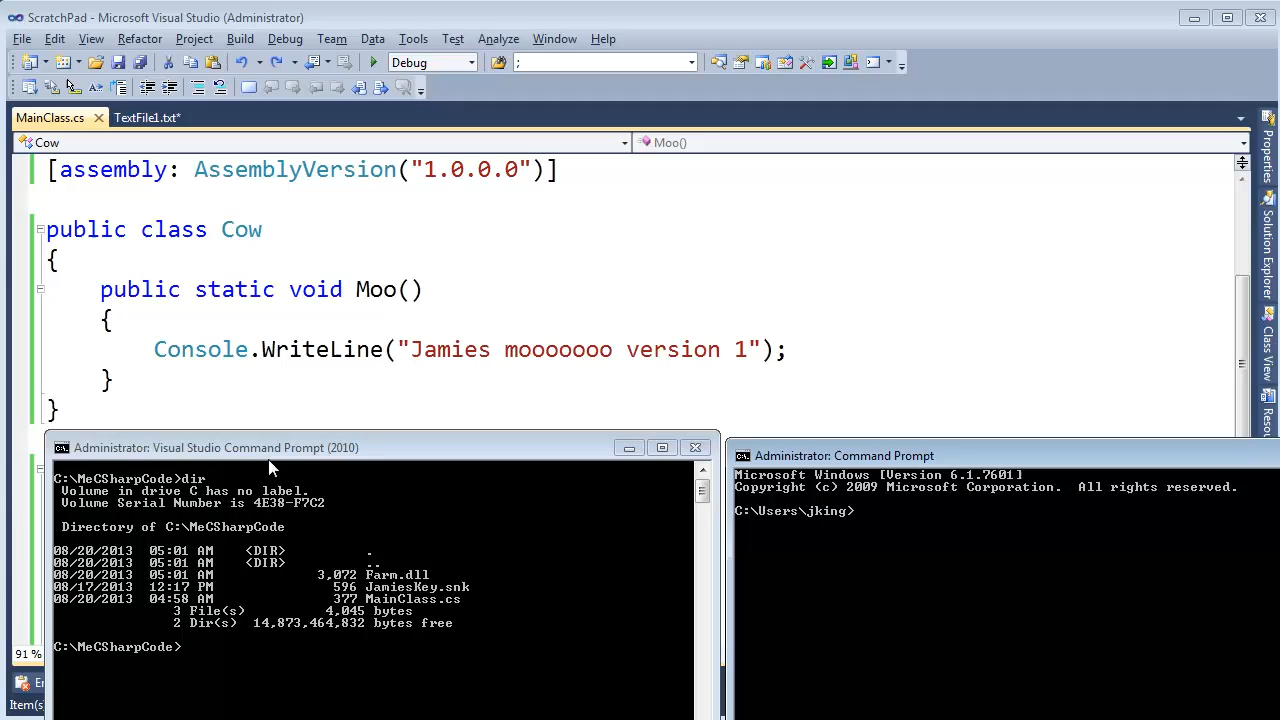 ScratchPad - Microsoft Visual Studio (Administrator)
File Edit View Refactor Project Build Debug Team Data Tools Test Analyze Window Help
Debug ;
MainClass.cs TextFile1.txt*
Cow Moo()
[assembly: AssemblyVersion("1.0.0.0")]
public class Cow
{
public static void Moo()
{
Console.WriteLine("Jamies mooooooo version 1");
}
}
Properties
Solution Explorer
Class View
91 %
Item(s
Administrator: Visual Studio Command Prompt (2010)
C:\MeCSharpCode>dir
Volume in drive C has no label.
Volume Serial Number is 4E38-F7C2
Directory of C:\MeCSharpCode
08/20/2013 05:01 AM <DIR> .
08/20/2013 05:01 AM <DIR> ..
08/20/2013 05:01 AM 3,072 Farm.dll
08/17/2013 12:17 PM 596 JamiesKey.snk
08/20/2013 04:58 AM 377 MainClass.cs
3 File(s) 4,045 bytes
2 Dir(s) 14,873,464,832 bytes free
C:\MeCSharpCode>
Administrator: Command Prompt
Microsoft Windows [Version 6.1.7601]
Copyright (c) 2009 Microsoft Corporation. All rights reserved.
C:\Users\jking>